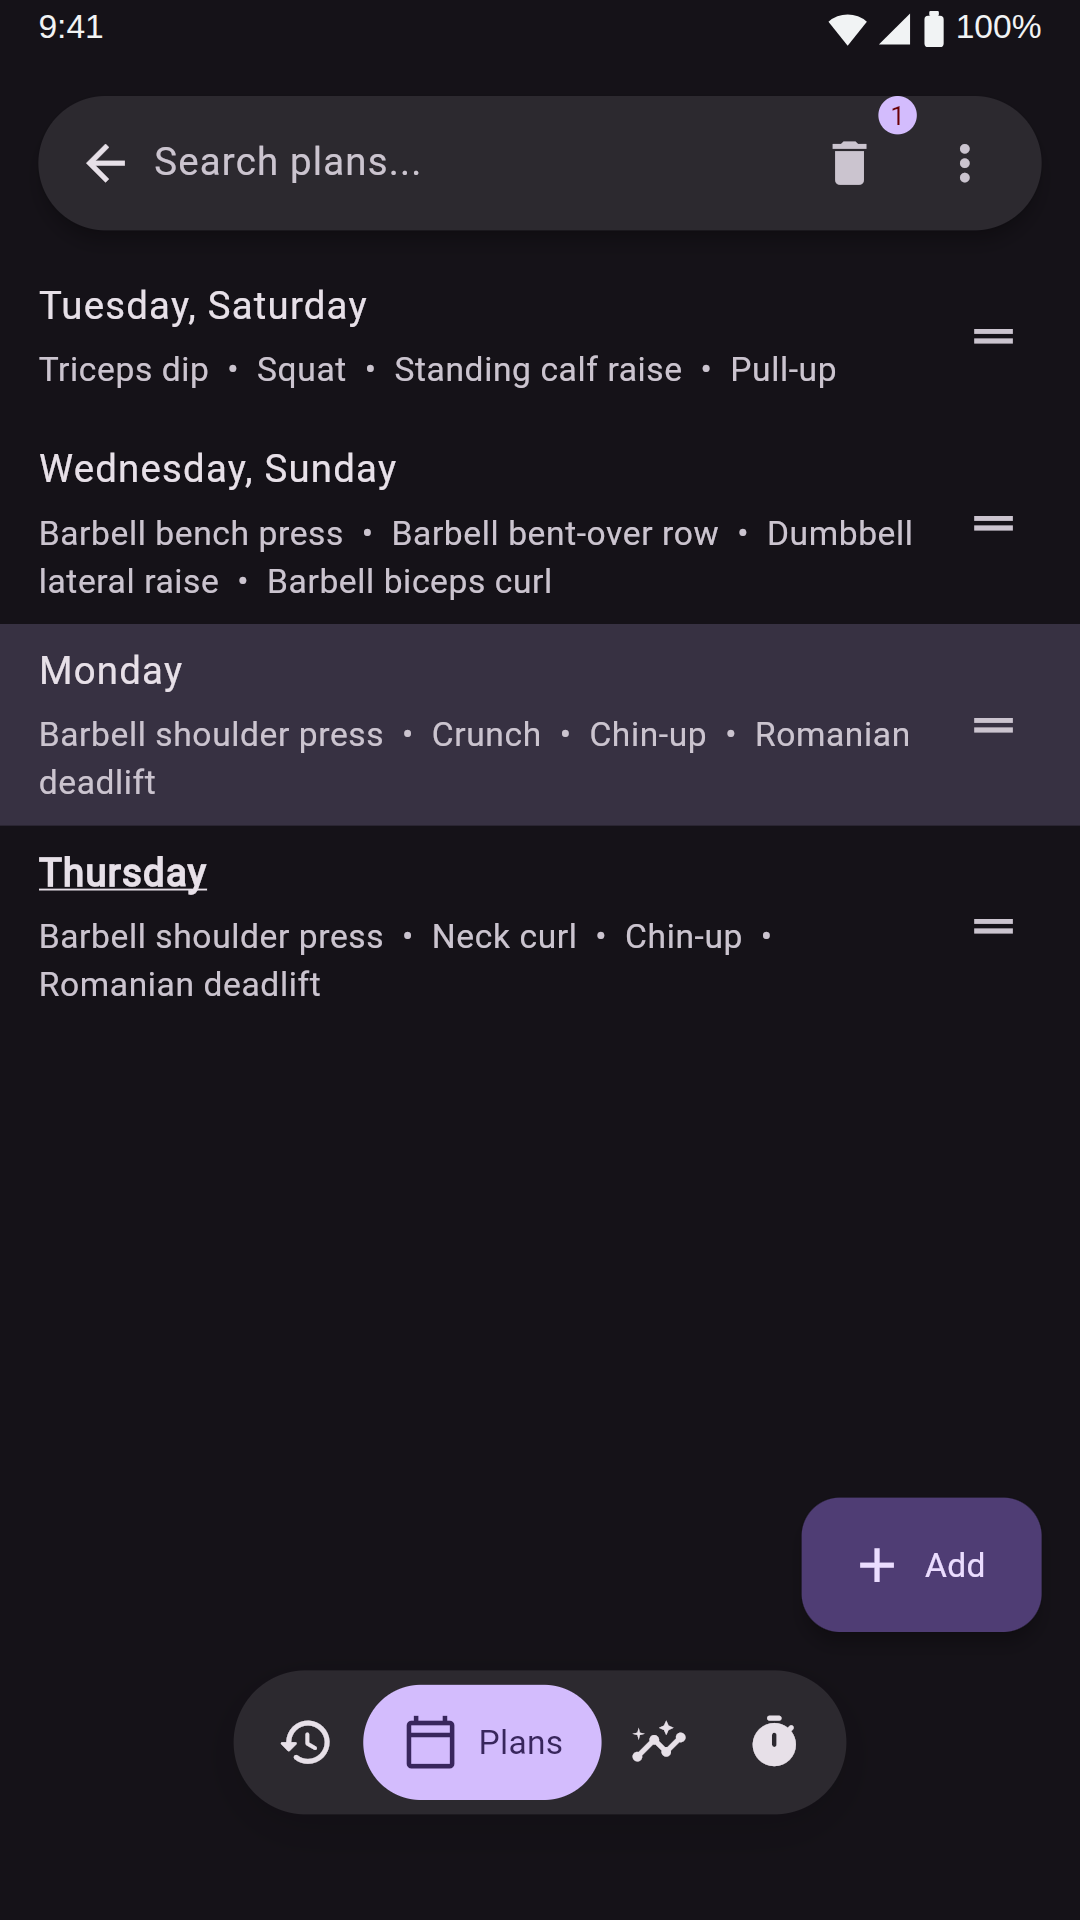 9:41
100%
1
Search plans...
Tuesday, Saturday
Triceps dip • Squat • Standing calf raise • Pull-up
Wednesday, Sunday
Barbell bench press • Barbell bent-over row • Dumbbell
lateral raise • Barbell biceps curl
Monday
Barbell shoulder press • Crunch • Chin-up • Romanian
deadlift
Thursday
Barbell shoulder press • Neck curl • Chin-up •
Romanian deadlift
Add
Plans